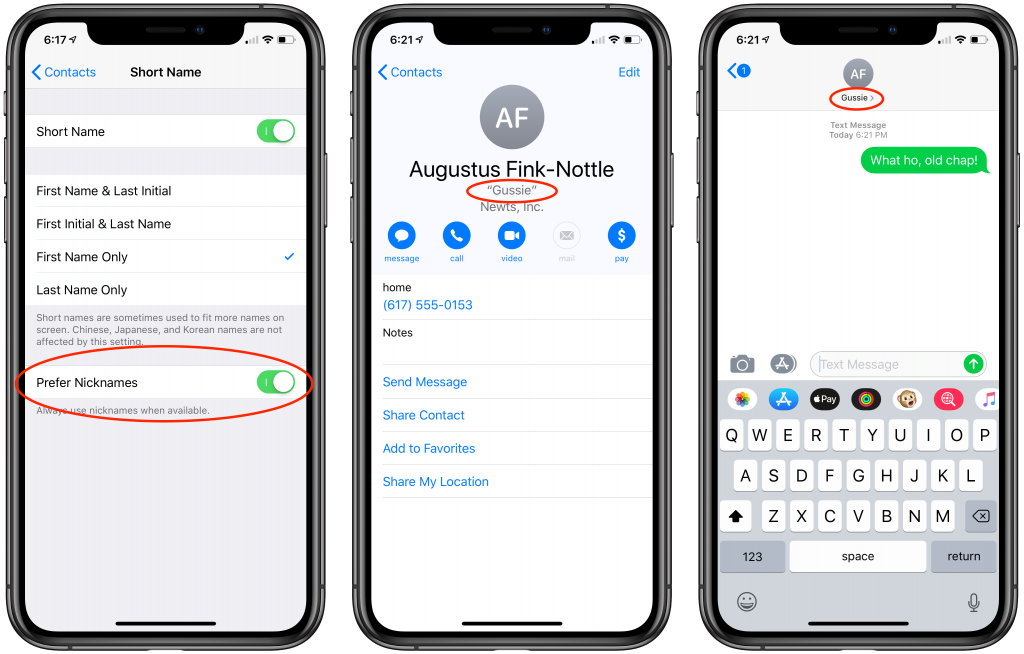 6:17
Contacts
Short Name
Short Name
First Name & Last Initial
First Initial & Last Name
First Name Only
Last Name Only
Short names are sometimes used to fit more names on
screen. Chinese, Japanese, and Korean names are not
affected by this setting.
Prefer Nicknames
Always use nicknames when available.
6:21
Contacts
Edit
AF
Augustus Fink-Nottle
“Gussie”
Newts, Inc.
message
call
video
mail
$
pay
home
(617) 555-0153
Notes
Send Message
Share Contact
Add to Favorites
Share My Location
6:21
1
AF
Gussie
Text Message
Today 6:21 PM
What ho, old chap!
Text Message
Pay
Q W E R T Y U I O P
A S D F G H J K L
Z X C V B N M
123
space
return